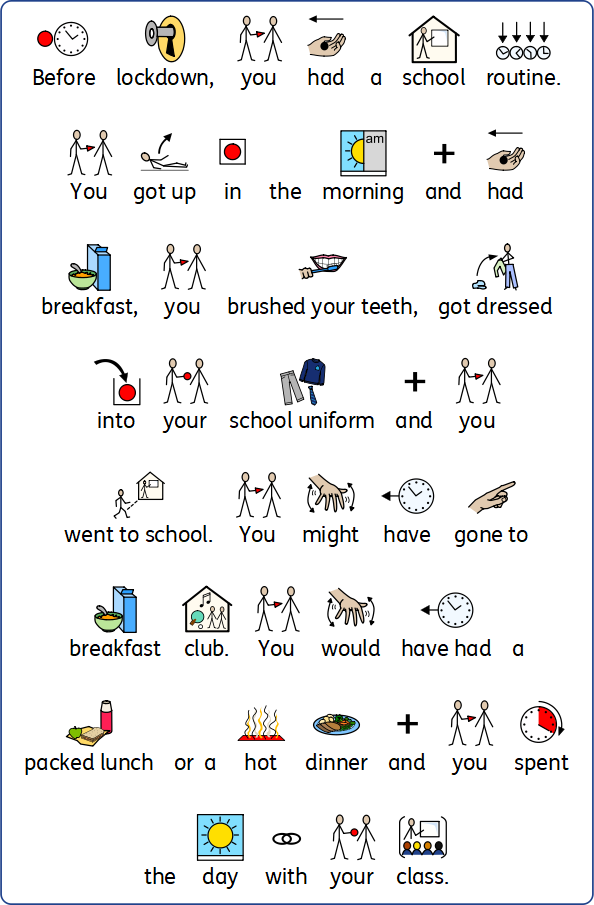 Before lockdown, you had a school routine.
am
You got up in the morning and had
breakfast, you brushed your teeth, got dressed
into your school uniform and you
went to school. You might have gone to
breakfast club. You would have had a
packed lunch or a hot dinner and you spent
the day with your class.